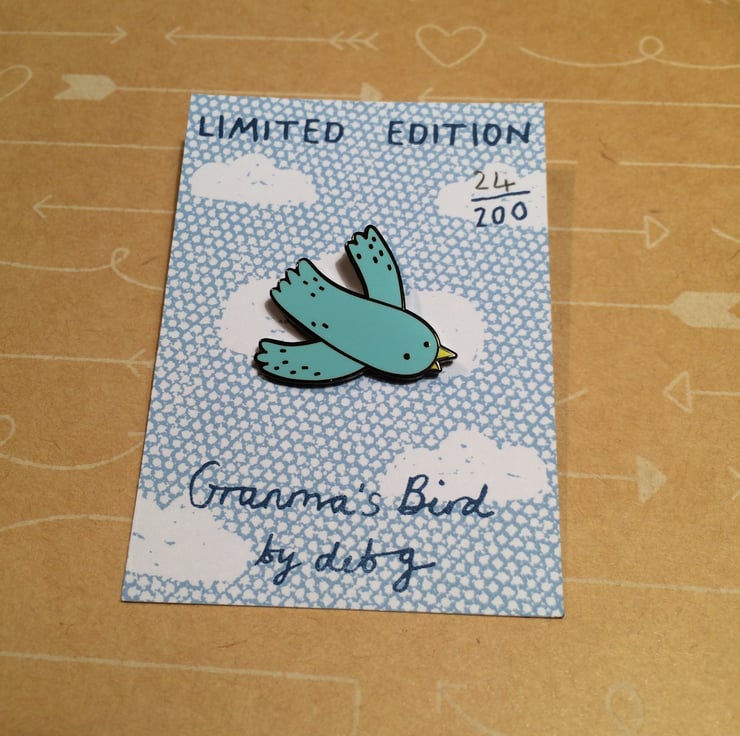 LIMITED EDITION
24
200
Granma's Bird
by deb g